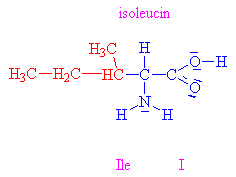 isoleucin
H₃C H
H₃C H₂C HC C C O H
H N H O
Ile I